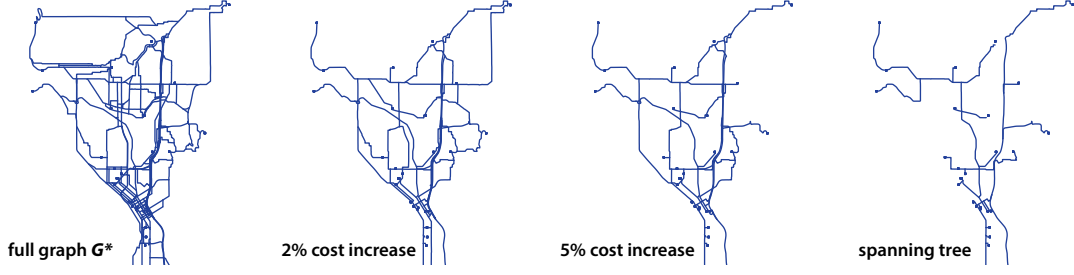 full graph G*
2% cost increase
5% cost increase
spanning tree